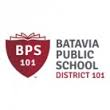 BPS
101
BATAVIA
PUBLIC
SCHOOL
DISTRICT 101